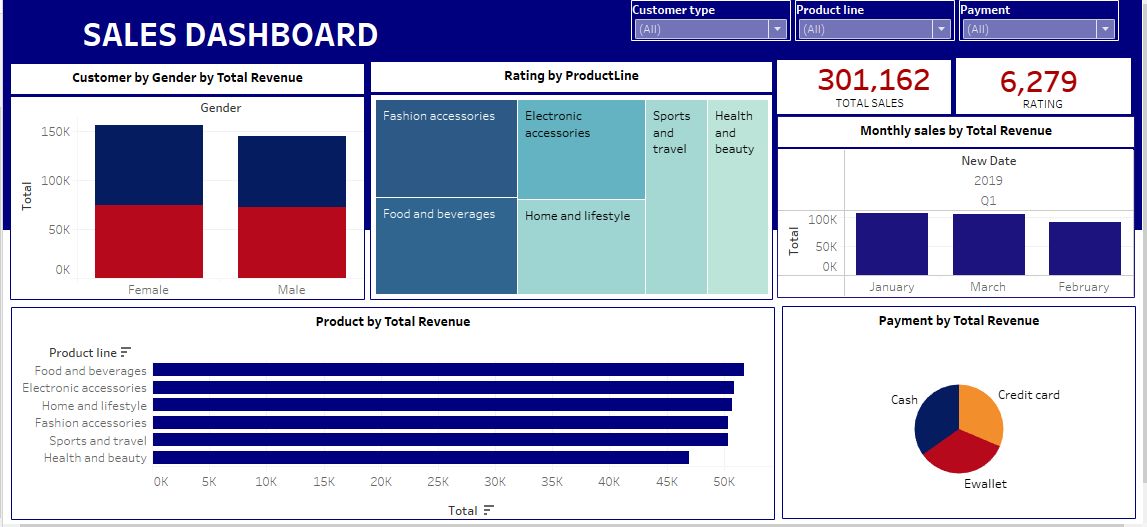 SALES DASHBOARD
Customer type
Product line
Payment
(All)
(All)
(All)
Customer by Gender by Total Revenue
Gender
150K
100K
50K
0K
Total
Female
Male
Rating by ProductLine
Fashion accessories
Electronic
accessories
Sports
and
travel
Health
and
beauty
Food and beverages
Home and lifestyle
301,162
TOTAL SALES
6,279
RATING
Monthly sales by Total Revenue
New Date
2019
Q1
100K
50K
0K
Total
January
March
February
Product by Total Revenue
Product line
Food and beverages
Electronic accessories
Home and lifestyle
Fashion accessories
Sports and travel
Health and beauty
0K
5K
10K
15K
20K
25K
30K
35K
40K
45K
50K
Total
Payment by Total Revenue
Cash
Credit card
Ewallet